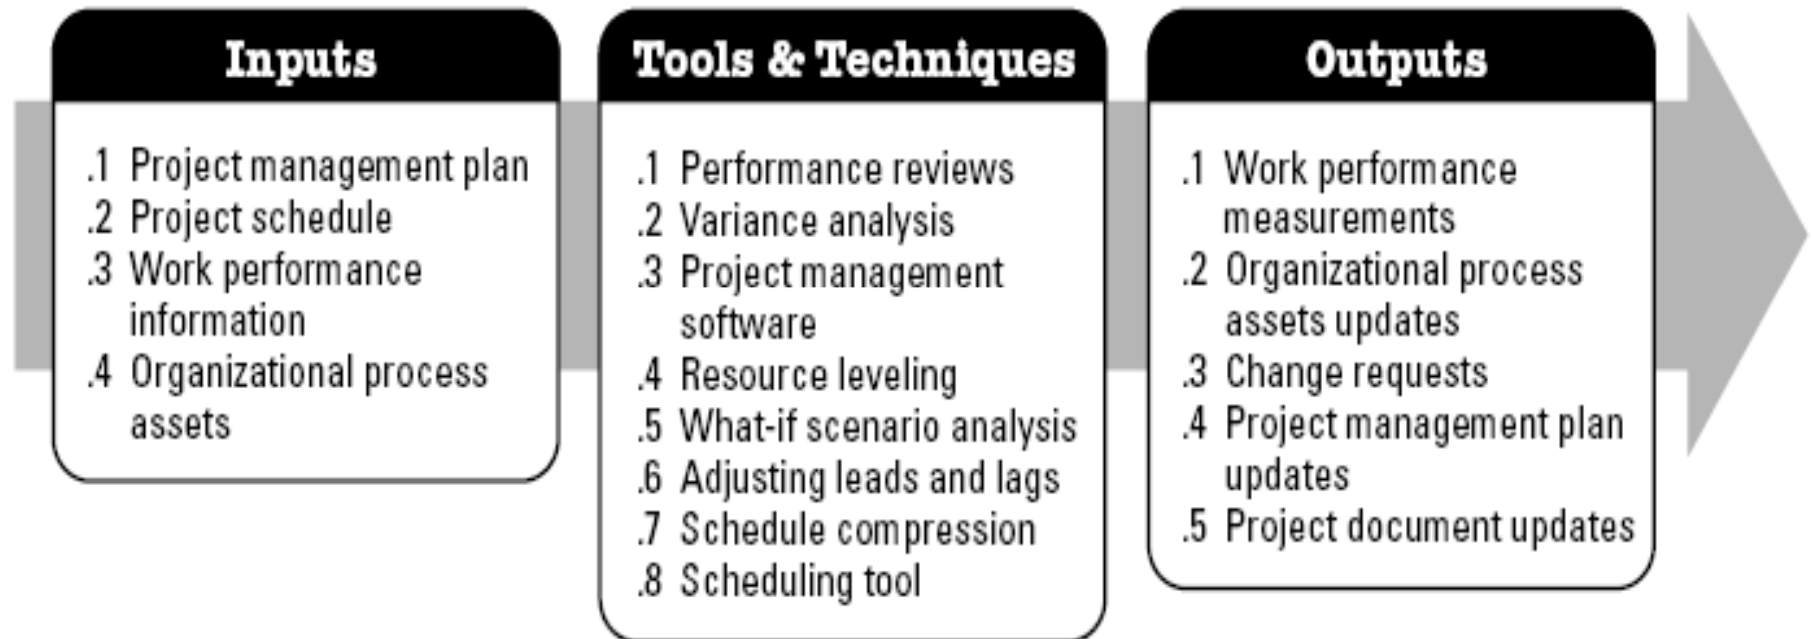 Inputs
.1 Project management plan
.2 Project schedule
.3 Work performance
information
.4 Organizational process
assets
Tools & Techniques
.1 Performance reviews
.2 Variance analysis
.3 Project management
software
.4 Resource leveling
.5 What-if scenario analysis
.6 Adjusting leads and lags
.7 Schedule compression
.8 Scheduling tool
Outputs
.1 Work performance
measurements
.2 Organizational process
assets updates
.3 Change requests
.4 Project management plan
updates
.5 Project document updates